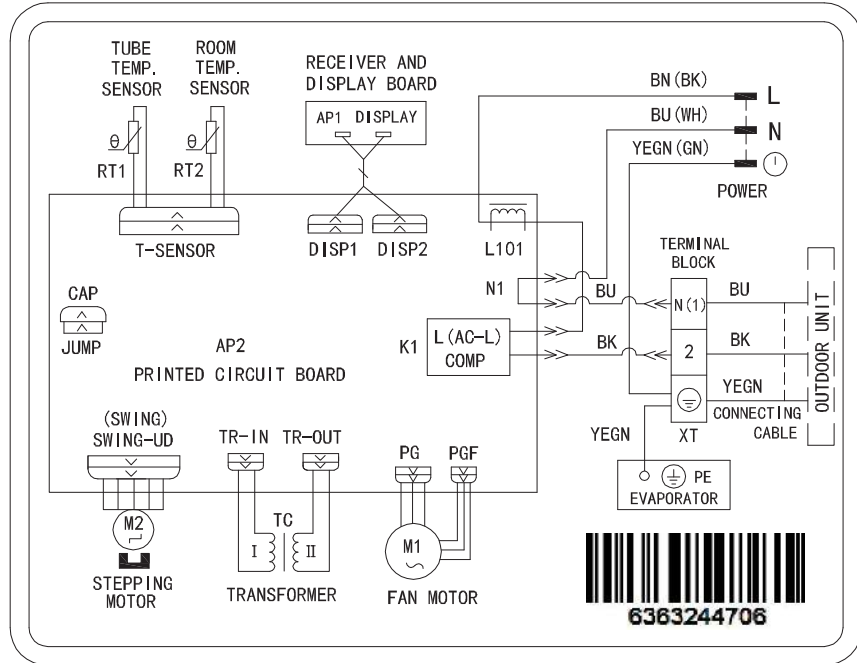 TUBE
TEMP.
SENSOR
ROOM
TEMP.
SENSOR
RECEIVER AND
DISPLAY BOARD
AP1 DISPLAY
BN(BK)
L
BU(WH)
N
YEGN(GN)
POWER
θ
RT1
θ
RT2
T-SENSOR
DISP1
DISP2
L101
TERMINAL
BLOCK
N1
BU
N(1)
BU
CAP
JUMP
AP2
PRINTED CIRCUIT BOARD
K1
L(AC-L)
COMP
BK
2
BK
YEGN
OUTDOOR UNIT
CONNECTING
CABLE
XT
YEGN
PE
EVAPORATOR
(SWING)
SWING-UD
TR-IN
TR-OUT
PG
PGF
M2
TC
I
II
M1
STEPPING
MOTOR
TRANSFORMER
FAN MOTOR
6363244706